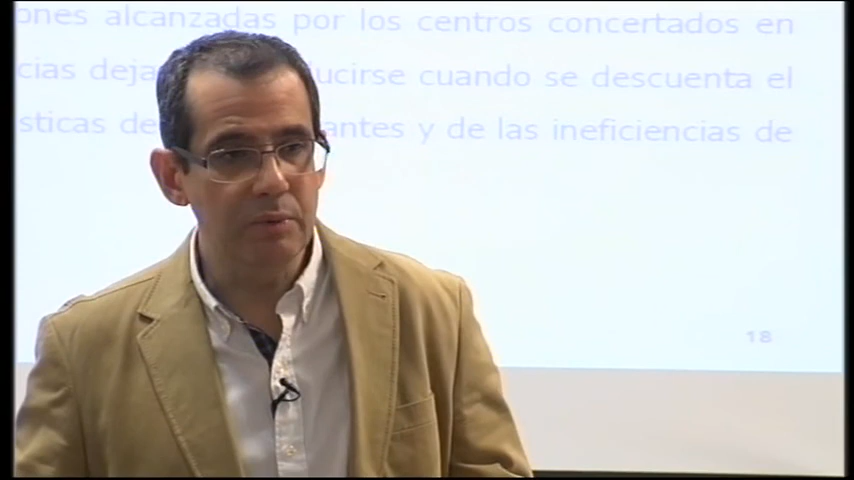 ones alcanzadas por los centros concertados en
cias deja ucirse cuando se descuenta el
sticas de antes y de las ineficiencias de
18